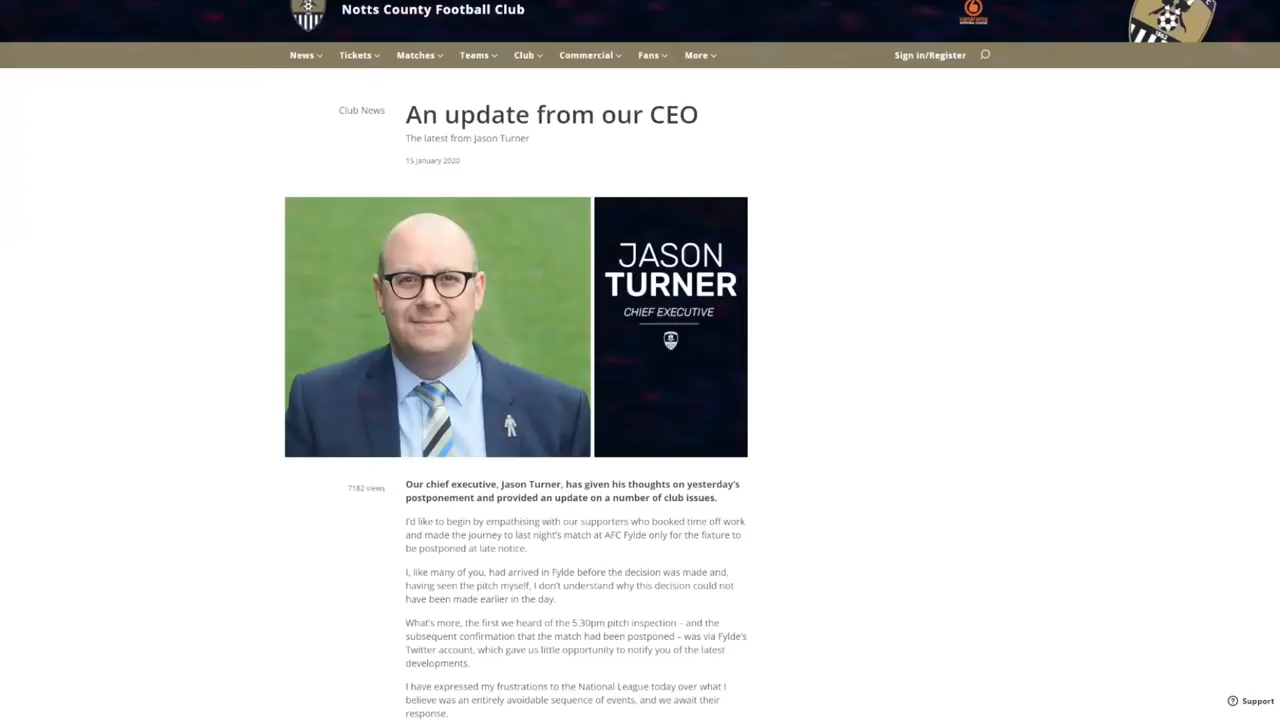 Notts County Football Club
vanarama
NATIONAL LEAGUE
1862
News
Tickets
Matches
Teams
Club
Commercial
Fans
More
Sign in/Register
Club News
An update from our CEO
The latest from Jason Turner
15 January 2020
JASON
TURNER
CHIEF EXECUTIVE
7182 views
Our chief executive, Jason Turner, has given his thoughts on yesterday's
postponement and provided an update on a number of club issues.
I'd like to begin by empathising with our supporters who booked time off work
and made the journey to last night's match at AFC Fylde only for the fixture to
be postponed at late notice.
I, like many of you, had arrived in Fylde before the decision was made and,
having seen the pitch myself, I don't understand why this decision could not
have been made earlier in the day.
What's more, the first we heard of the 5.30pm pitch inspection – and the
subsequent confirmation that the match had been postponed – was via Fylde's
Twitter account, which gave us little opportunity to notify you of the latest
developments.
I have expressed my frustrations to the National League today over what I
believe was an entirely avoidable sequence of events, and we await their
response.
Support